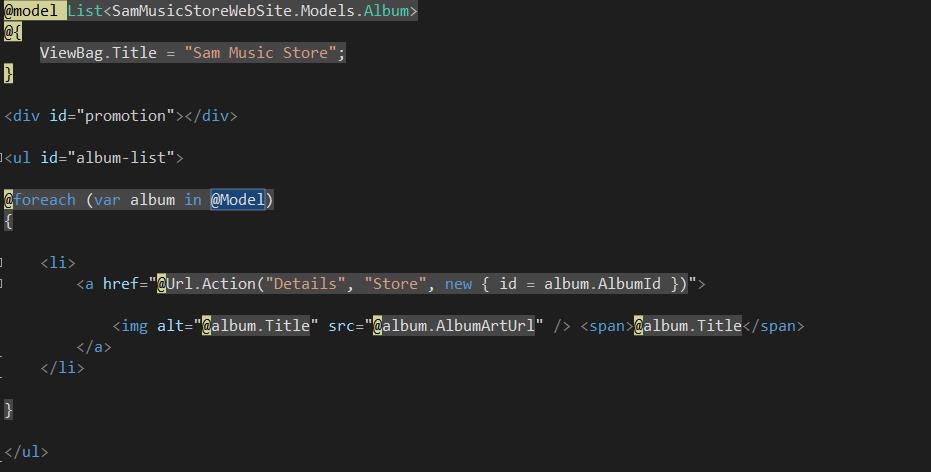 @model List<SamMusicStoreWebSite.Models.Album>
@{
    ViewBag.Title = "Sam Music Store";
}
<div id="promotion"></div>
<ul id="album-list">
@foreach (var album in @Model)
{
    <li>
        <a href="@Url.Action("Details", "Store", new { id = album.AlbumId })">
            <img alt="@album.Title" src="@album.AlbumArtUrl" /> <span>@album.Title</span>
        </a>
    </li>
}
</ul>